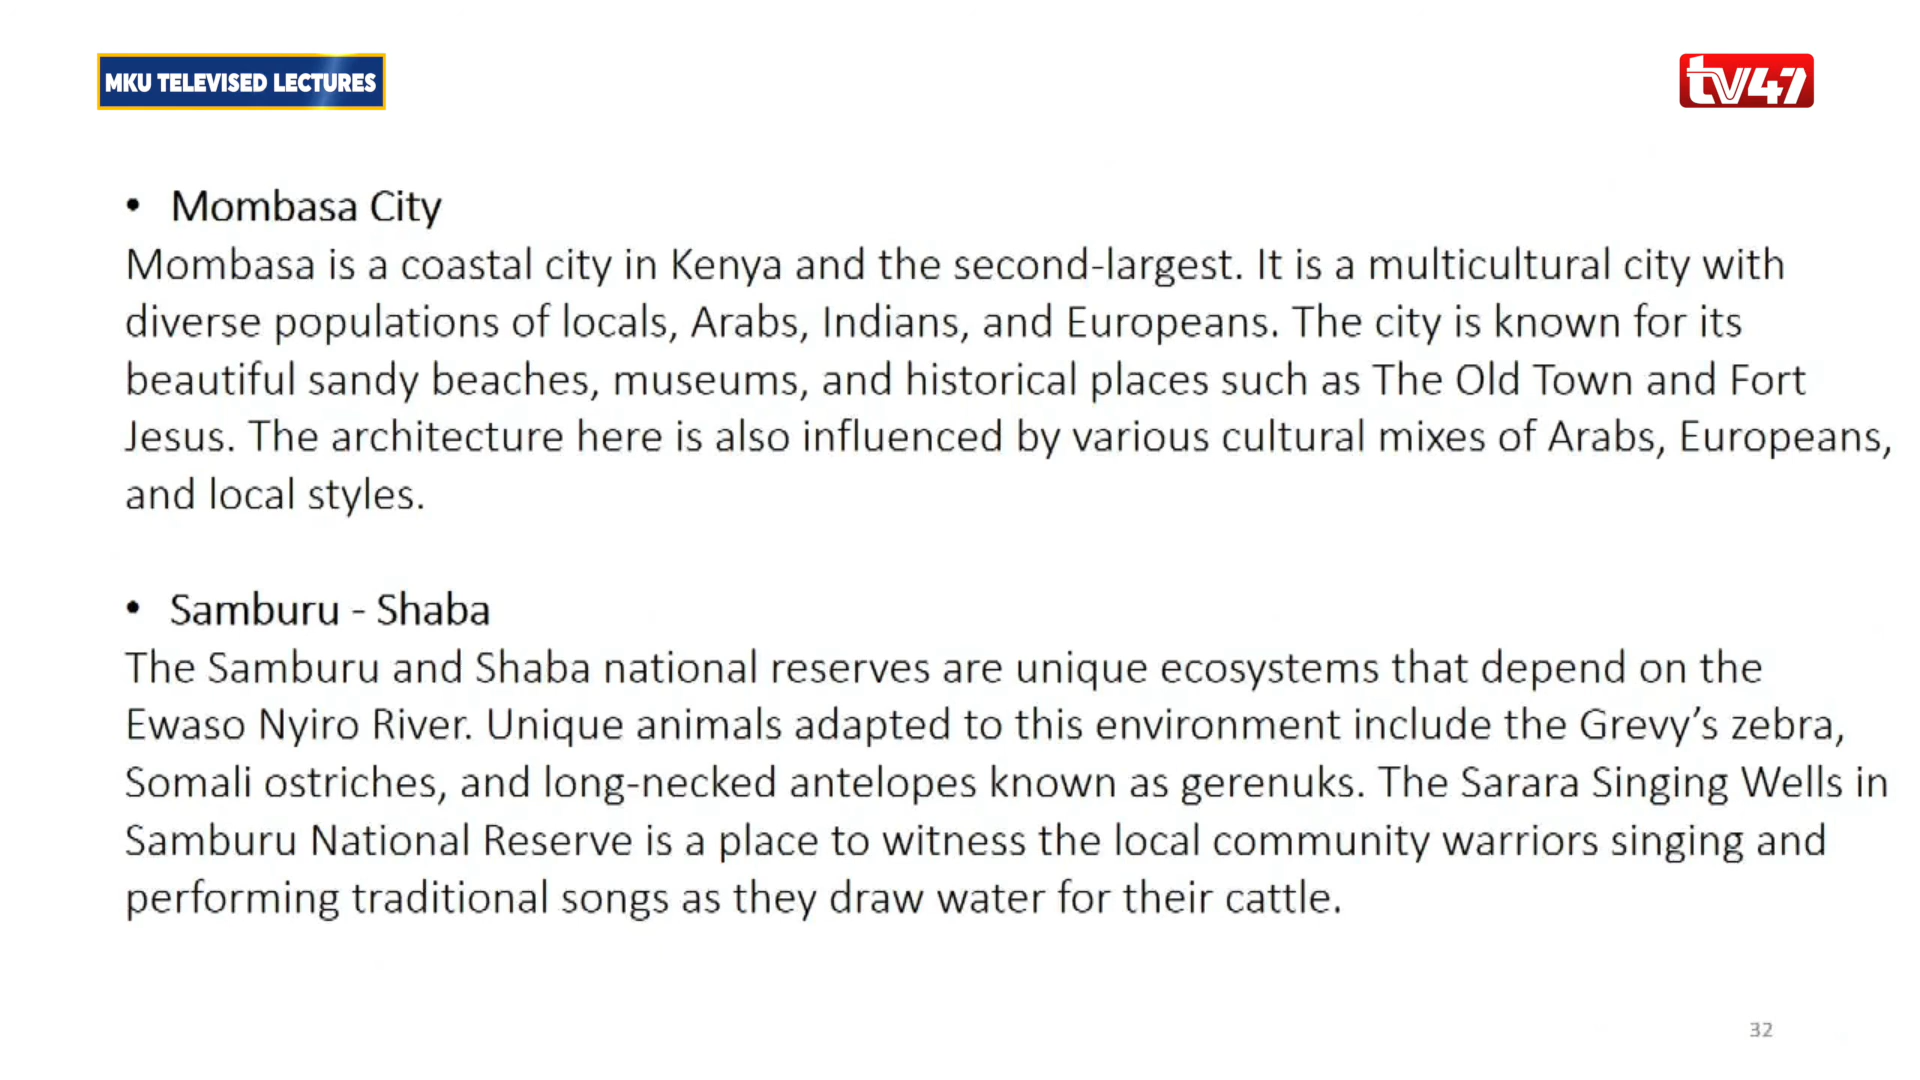 MKU TELEVISED LECTURES
tv47
• Mombasa City
Mombasa is a coastal city in Kenya and the second-largest. It is a multicultural city with
diverse populations of locals, Arabs, Indians, and Europeans. The city is known for its
beautiful sandy beaches, museums, and historical places such as The Old Town and Fort
Jesus. The architecture here is also influenced by various cultural mixes of Arabs, Europeans,
and local styles.
• Samburu - Shaba
The Samburu and Shaba national reserves are unique ecosystems that depend on the
Ewaso Nyiro River. Unique animals adapted to this environment include the Grevy’s zebra,
Somali ostriches, and long-necked antelopes known as gerenuks. The Sarara Singing Wells in
Samburu National Reserve is a place to witness the local community warriors singing and
performing traditional songs as they draw water for their cattle.
32